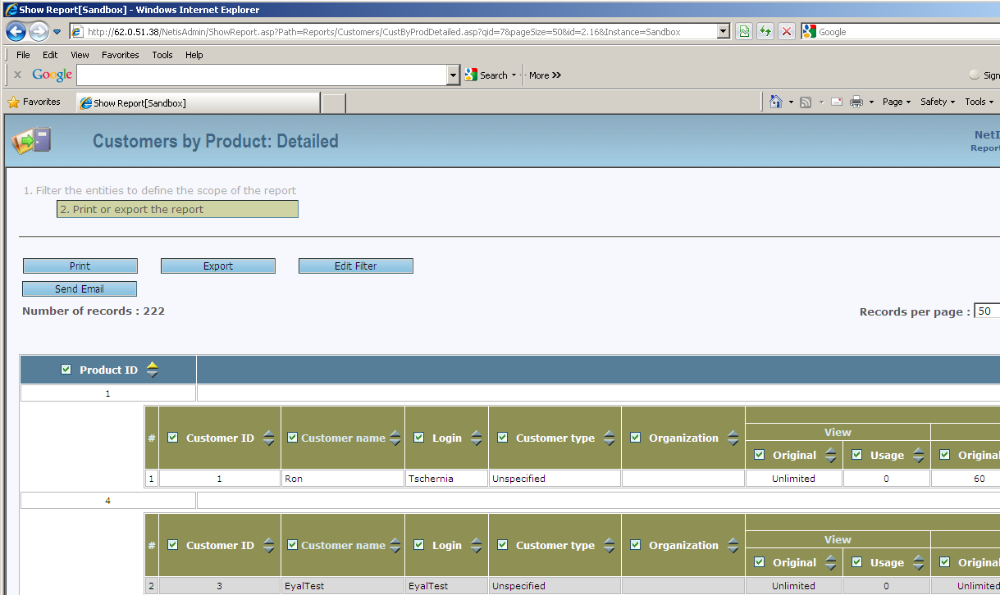 Show Report[Sandbox] - Windows Internet Explorer
http://62.0.51.38/NetisAdmin/ShowReport.asp?Path=Reports/Customers/CustByProdDetailed.asp?qid=7&pageSize=50&id=2.16&Instance=Sandbox Google
File Edit View Favorites Tools Help
x Google Search More >> Sign
Favorites Show Report[Sandbox] Page Safety Tools
Customers by Product: Detailed
NetI
Report
1. Filter the entities to define the scope of the report
2. Print or export the report
Print Export Edit Filter
Send Email
Number of records : 222 Records per page : 50
Product ID
1
View
# Customer ID Customer name Login Customer type Organization
Original Usage Original
1 1 Ron Tschernia Unspecified Unlimited 0 60
4
View
# Customer ID Customer name Login Customer type Organization
Original Usage Original
2 3 EyalTest EyalTest Unspecified Unlimited 0 Unlimited